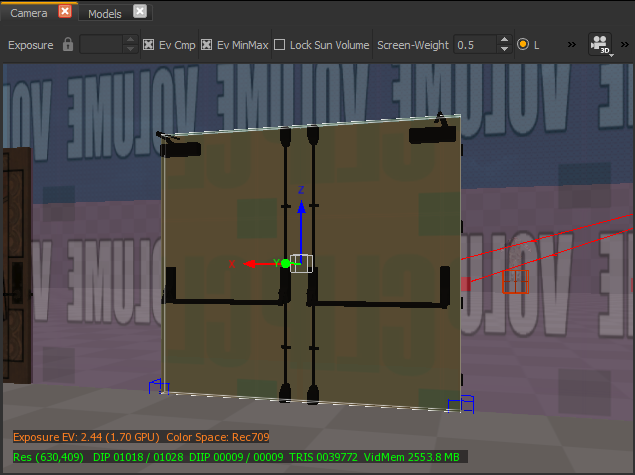 Camera Models
Exposure Ev Cmp Ev MinMax Lock Sun Volume Screen-Weight 0.5 L » 3D »
VOLUME VOLUME VOLUME
Z
X Y
Exposure EV: 2.44 (1.70 GPU) Color Space: Rec709
Res (630,409) DIP 01018 / 01028 DIIP 00009 / 00009 TRIS 0039772 VidMem 2553.8 MB